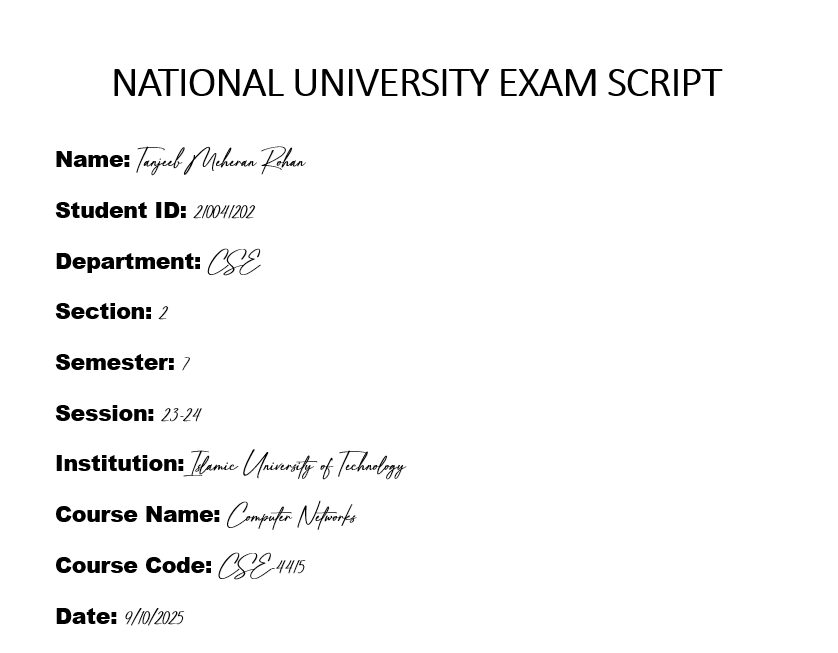 NATIONAL UNIVERSITY EXAM SCRIPT
Name: Tanjeeb Meheran Rohan
Student ID: 210041202
Department: CSE
Section: 2
Semester: 7
Session: 23-24
Institution: Islamic University of Technology
Course Name: Computer Networks
Course Code: CSE-4415
Date: 9/10/2025